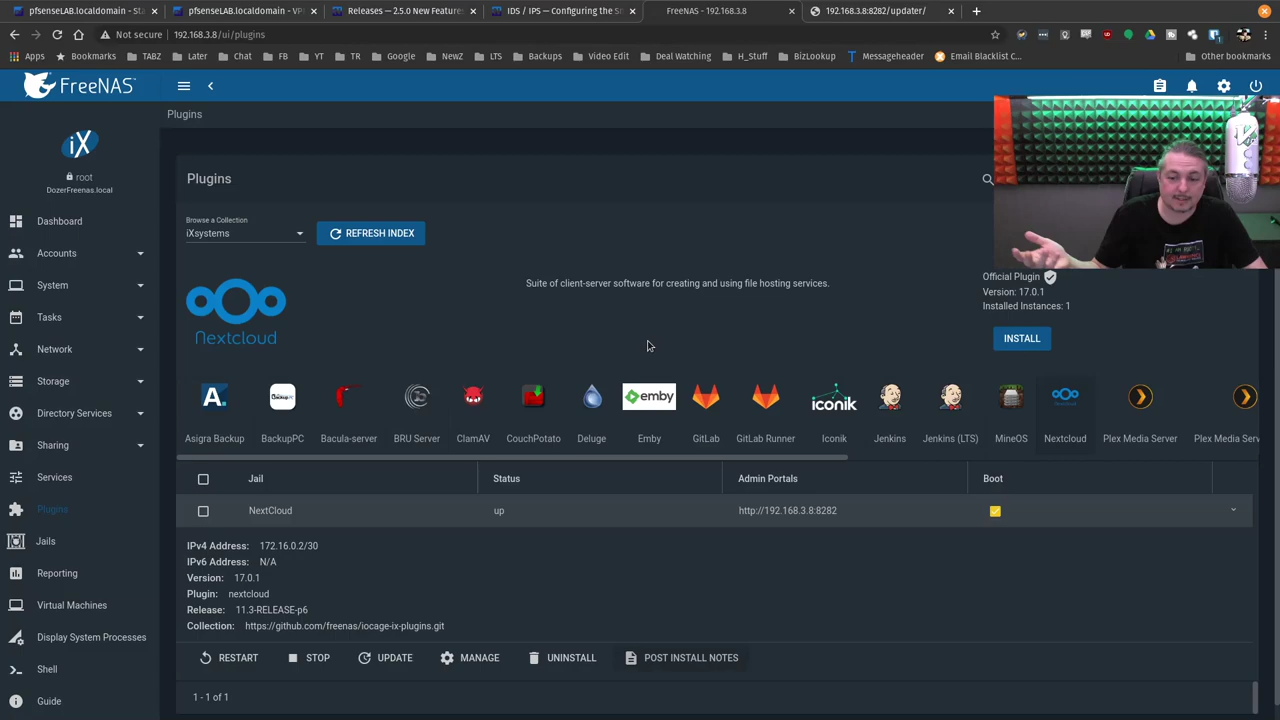 pfsenseLAB.localdomain - Sta
pfsenseLAB.localdomain - VP
Releases — 2.5.0 New Feature
IDS / IPS — Configuring the Sn
FreeNAS - 192.168.3.8
192.168.3.8:8282/updater/
Not secure
192.168.3.8/ui/plugins
Apps
Bookmarks
TABZ
Later
Chat
FB
YT
TR
Google
NewZ
LTS
Backups
Video Edit
Deal Watching
H_Stuff
BizLookup
Messageheader
Email Blacklist C...
Other bookmarks
FreeNAS
Plugins
iX
root
DozerFreenas.local
Dashboard
Accounts
System
Tasks
Network
Storage
Directory Services
Sharing
Services
Plugins
Jails
Reporting
Virtual Machines
Display System Processes
Shell
Guide
Plugins
Browse a Collection
iXsystems
REFRESH INDEX
Nextcloud
Suite of client-server software for creating and using file hosting services.
Official Plugin
Version: 17.0.1
Installed Instances: 1
INSTALL
A.
BackupPC
emby
iconik
Asigra Backup
BackupPC
Bacula-server
BRU Server
ClamAV
CouchPotato
Deluge
Emby
GitLab
GitLab Runner
Iconik
Jenkins
Jenkins (LTS)
MineOS
Nextcloud
Plex Media Server
Plex Media Serv
Jail
Status
Admin Portals
Boot
NextCloud
up
http://192.168.3.8:8282
IPv4 Address: 172.16.0.2/30
IPv6 Address: N/A
Version: 17.0.1
Plugin: nextcloud
Release: 11.3-RELEASE-p6
Collection: https://github.com/freenas/iocage-ix-plugins.git
RESTART
STOP
UPDATE
MANAGE
UNINSTALL
POST INSTALL NOTES
1 - 1 of 1